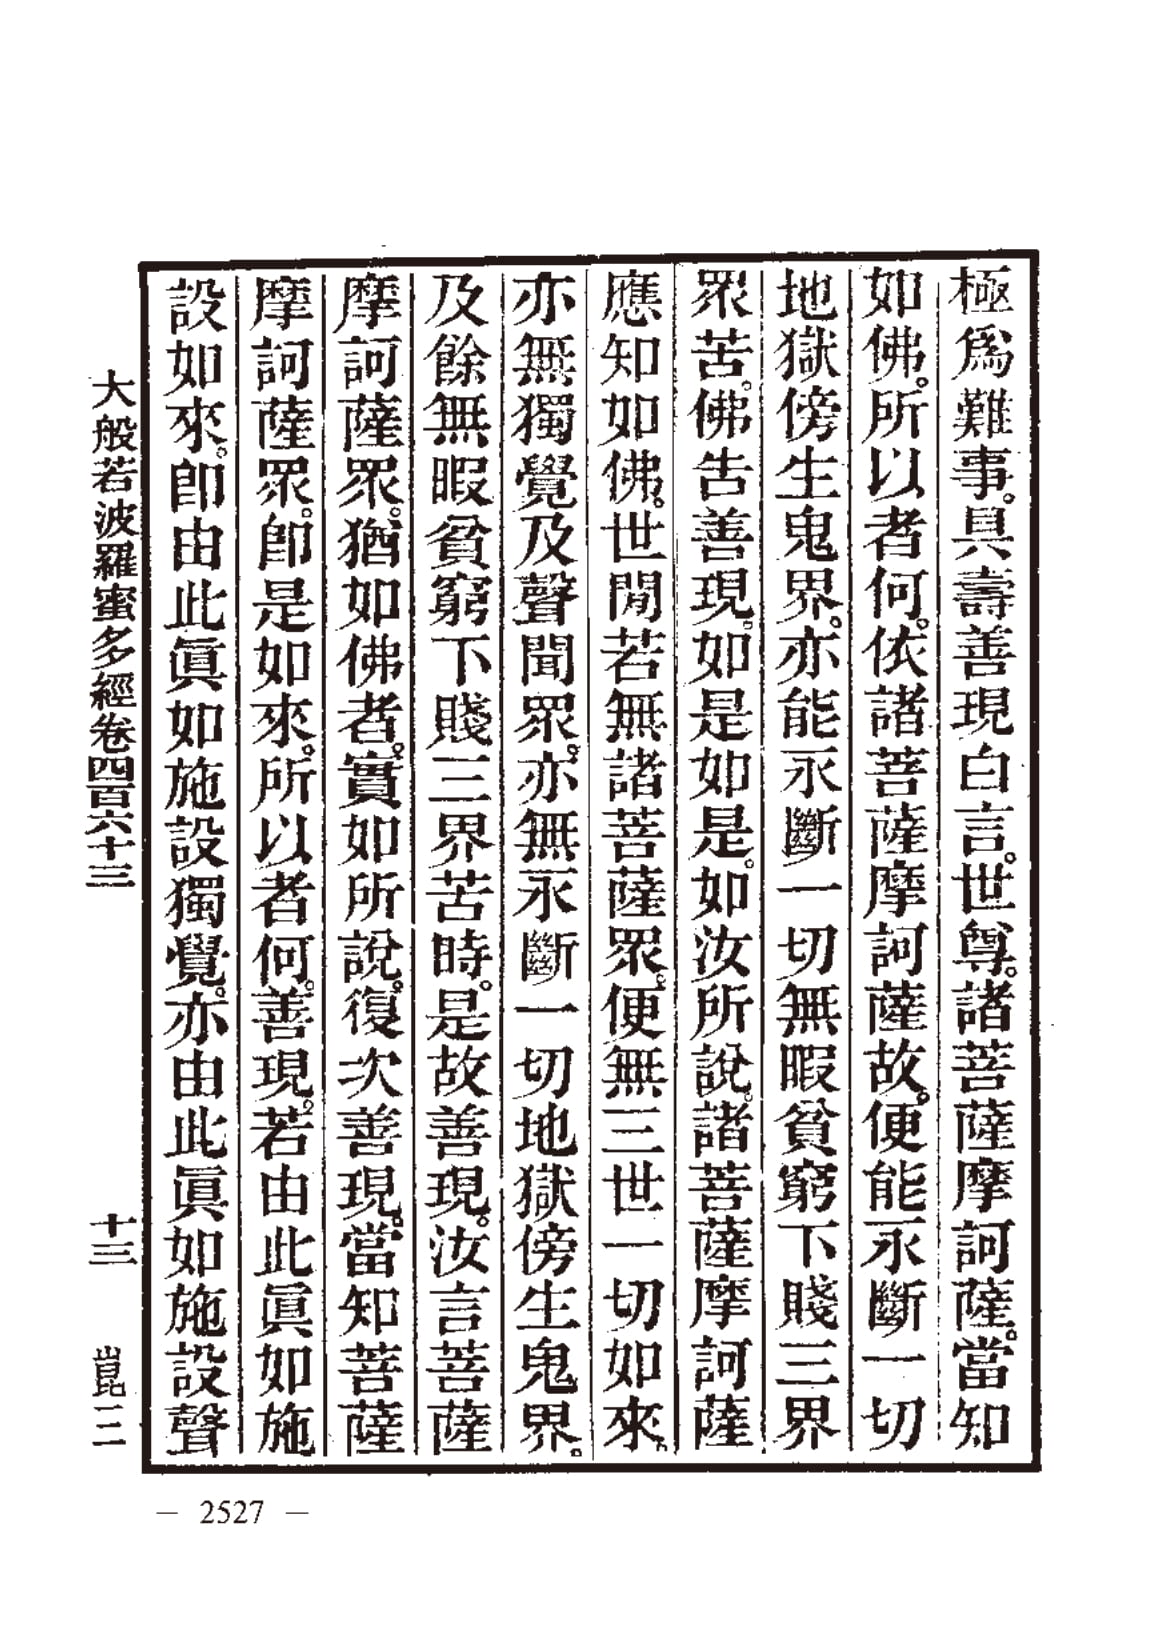 極爲難事。具壽善現白言。世尊。諸菩薩摩訶薩。當知
如佛。所以者何。依諸菩薩摩訶薩故。便能永斷一切
地獄傍生鬼界。亦能永斷一切無暇貧窮下賤三界
眾苦。佛告善現。如是如是。如汝所說。諸菩薩摩訶薩
應知如佛。世閒若無諸菩薩眾。便無三世一切如來。
亦無獨覺及聲聞眾。亦無永斷一切地獄傍生鬼界。
及餘無暇貧窮下賤三界苦時。是故善現。汝言菩薩
摩訶薩眾。猶如佛者。實如所說。復次善現。當知菩薩
摩訶薩眾。卽是如來。所以者何。善現。若由此眞如施
設如來。卽由此眞如施設獨覺。亦由此眞如施設聲
大般若波羅蜜多經卷四百六十三 十三 崑二
— 2527 —